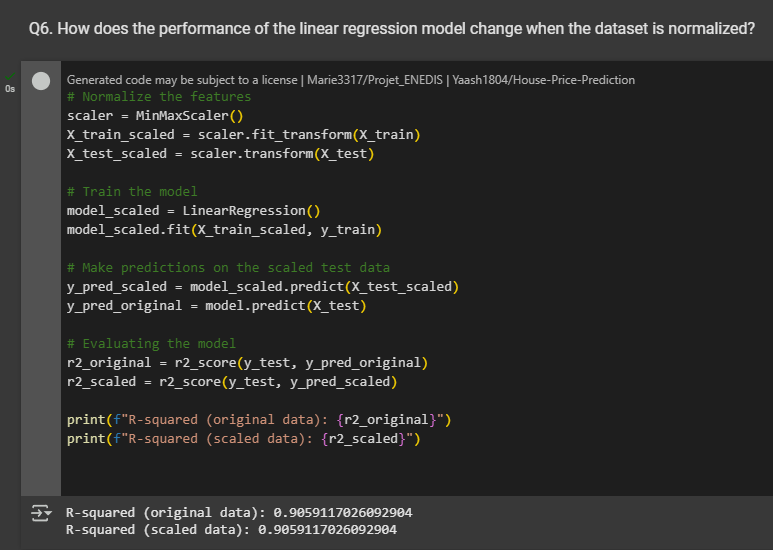 Q6. How does the performance of the linear regression model change when the dataset is normalized?
0s
Generated code may be subject to a license | Marie3317/Projet_ENEDIS | Yaash1804/House-Price-Prediction
# Normalize the features
scaler = MinMaxScaler()
X_train_scaled = scaler.fit_transform(X_train)
X_test_scaled = scaler.transform(X_test)

# Train the model
model_scaled = LinearRegression()
model_scaled.fit(X_train_scaled, y_train)

# Make predictions on the scaled test data
y_pred_scaled = model_scaled.predict(X_test_scaled)
y_pred_original = model.predict(X_test)

# Evaluating the model
r2_original = r2_score(y_test, y_pred_original)
r2_scaled = r2_score(y_test, y_pred_scaled)

print(f"R-squared (original data): {r2_original}")
print(f"R-squared (scaled data): {r2_scaled}")

R-squared (original data): 0.9059117026092904
R-squared (scaled data): 0.9059117026092904